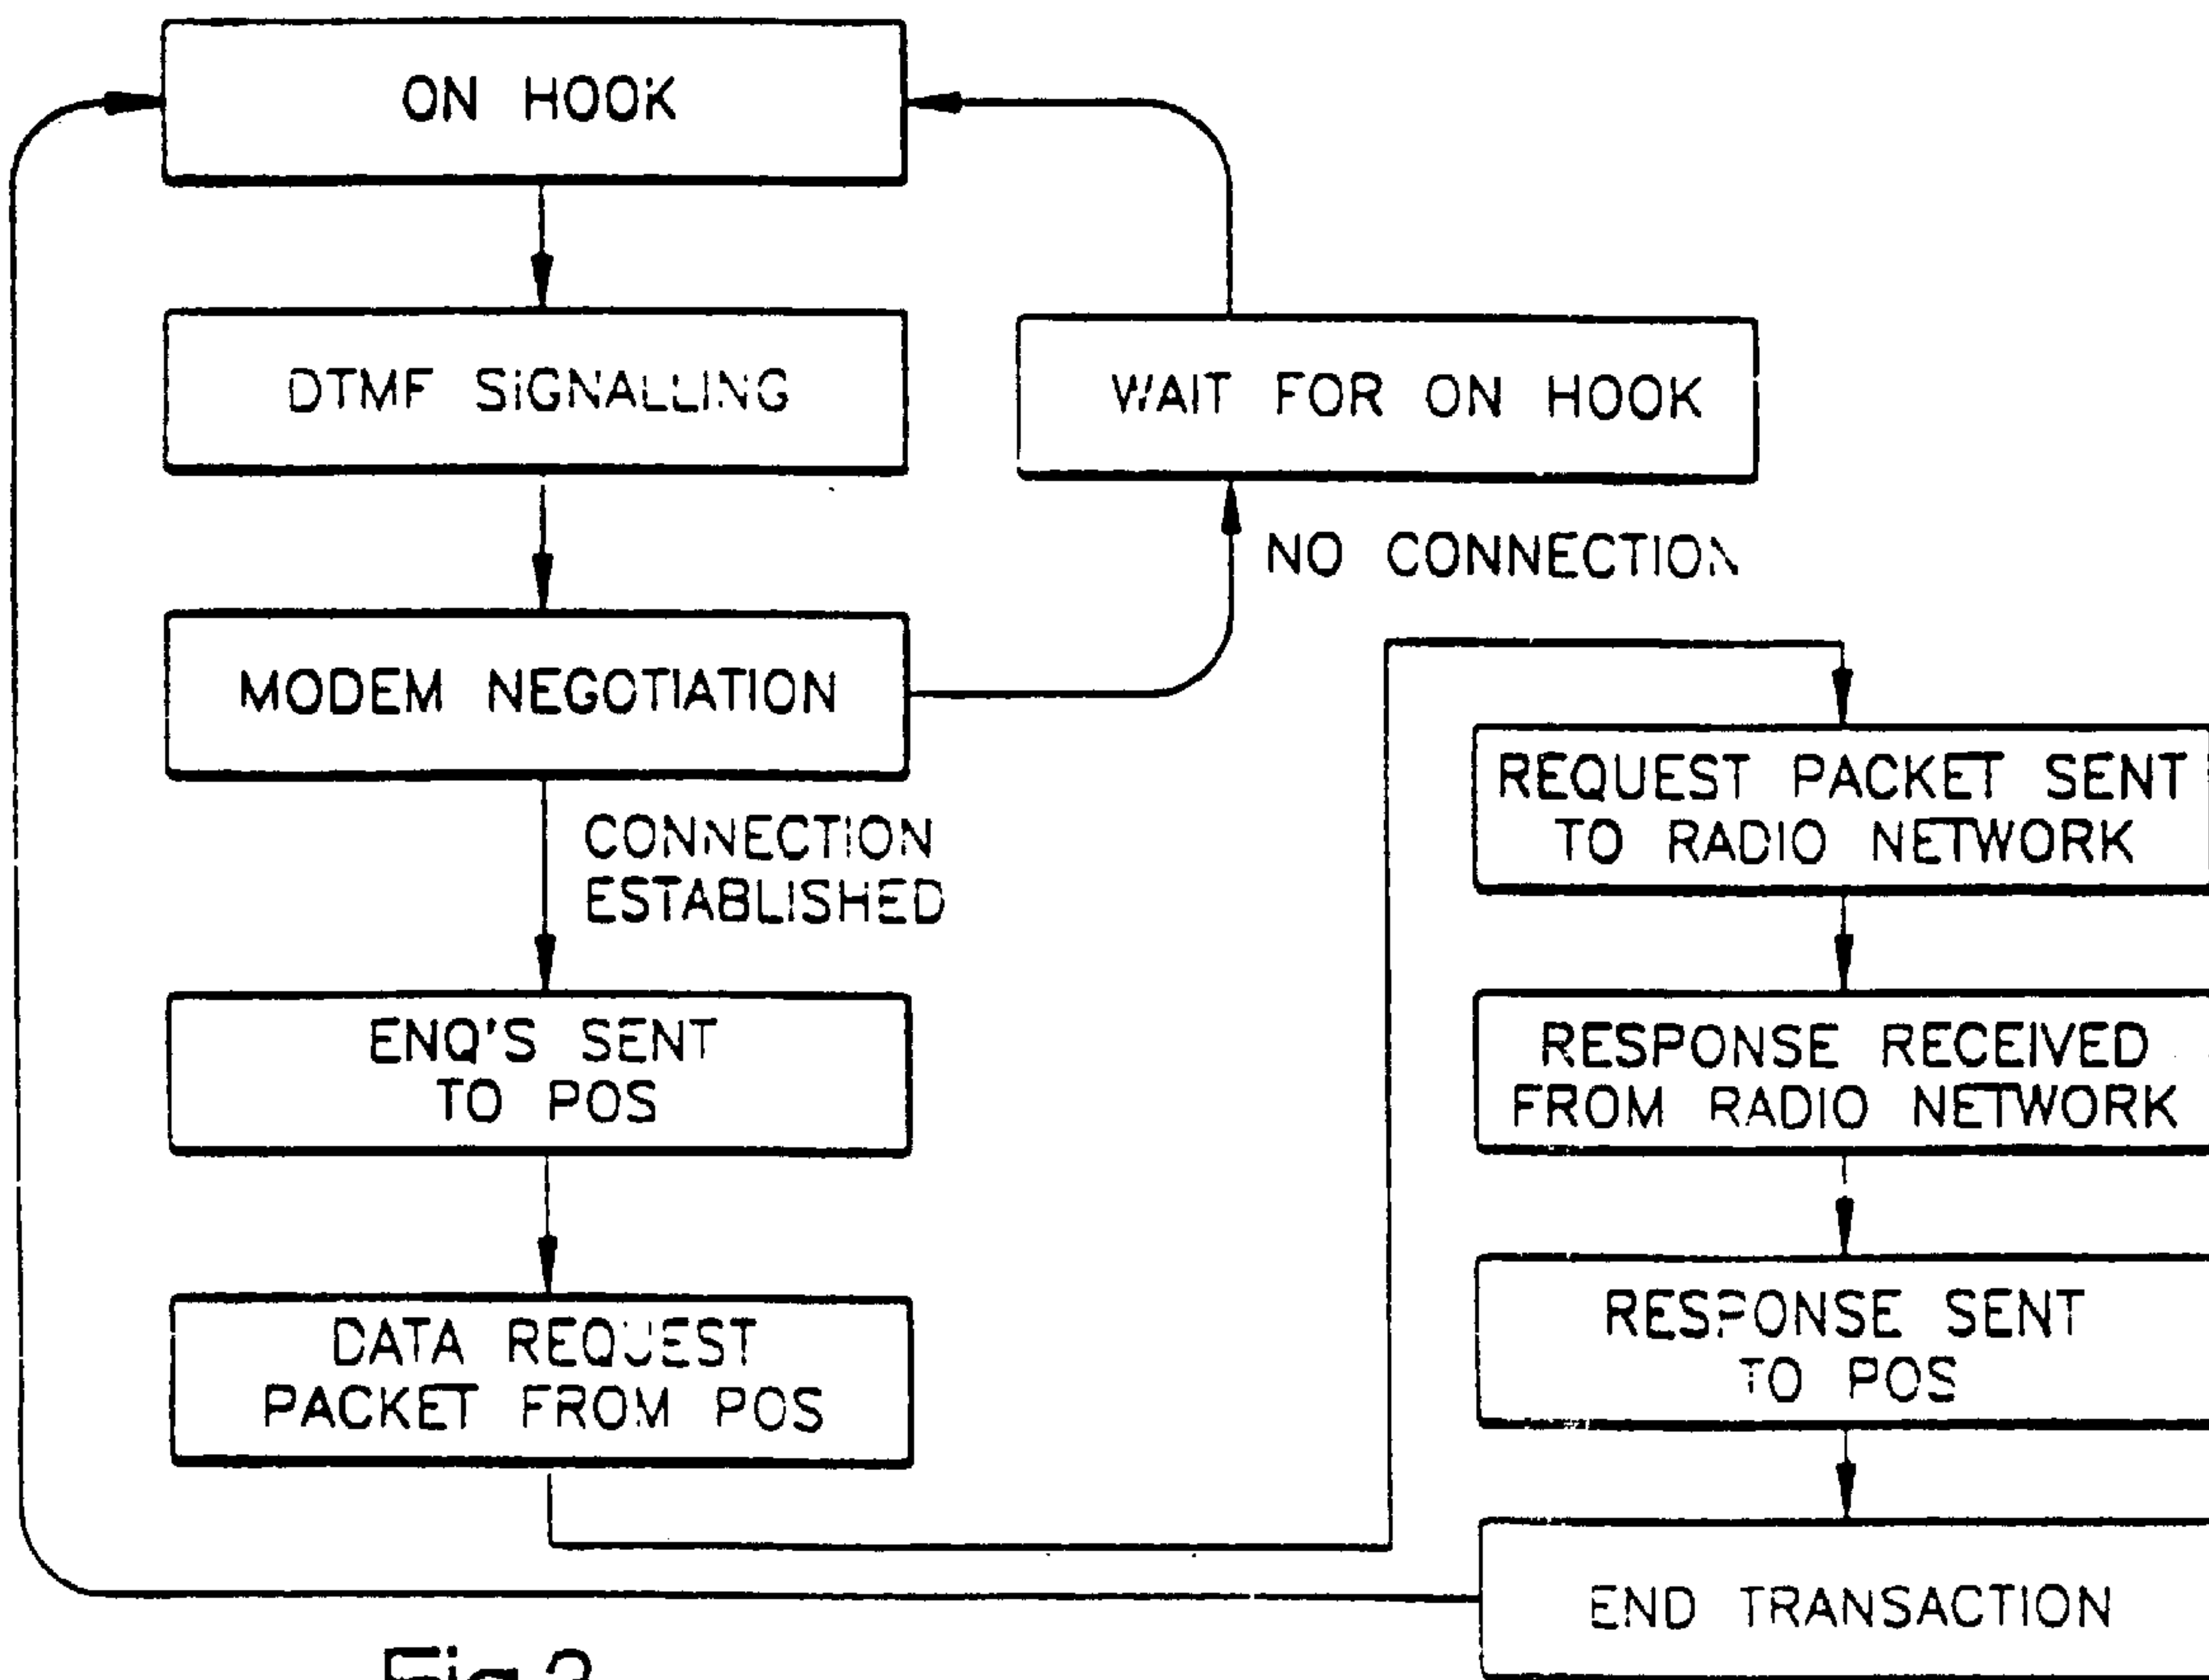 ON HOOK
DTMF SIGNALLING
WAIT FOR ON HOOK
NO CONNECTION
MODEM NEGOTIATION
CONNECTION
ESTABLISHED
REQUEST PACKET SENT
TO RADIO NETWORK
ENQ'S SENT
TO POS
RESPONSE RECEIVED
FROM RADIO NETWORK
DATA REQUEST
PACKET FROM POS
RESPONSE SENT
TO POS
END TRANSACTION